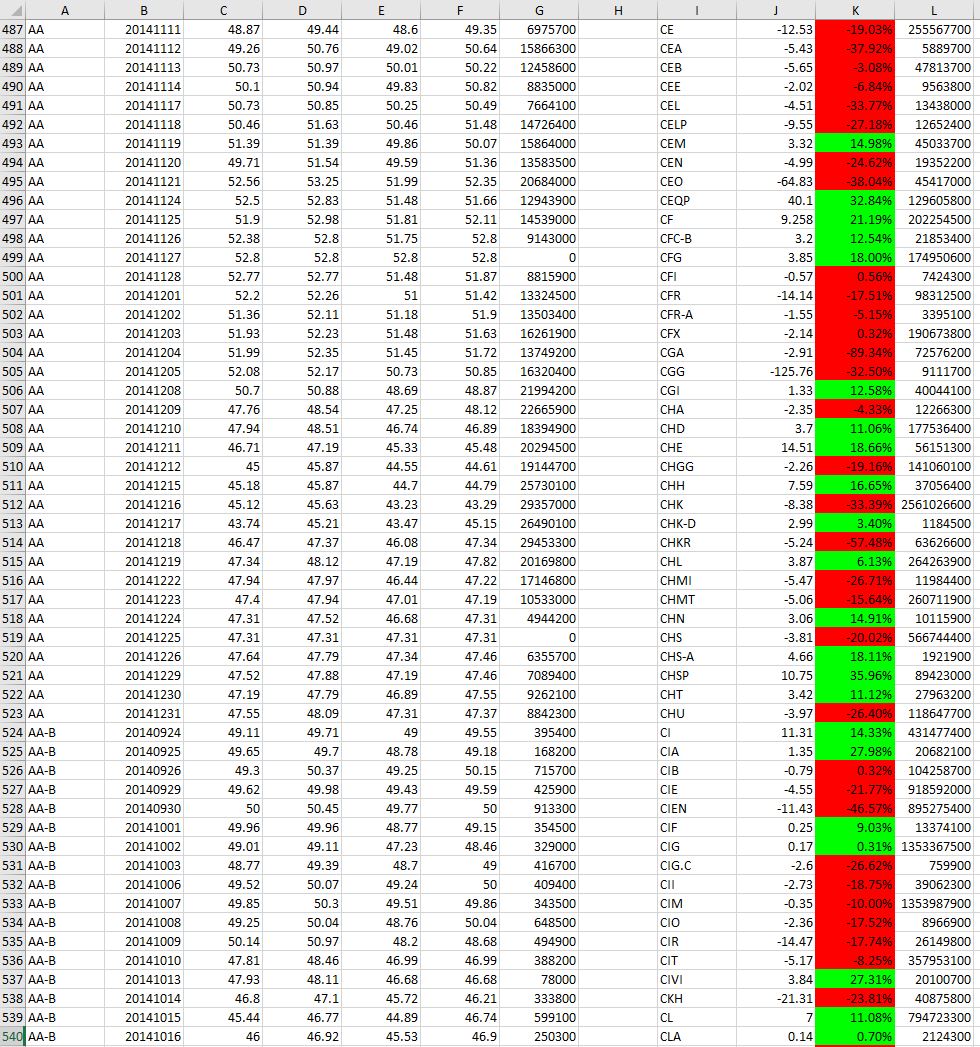 A B C D E F G H I J K L
487 AA 20141111 48.87 49.44 48.6 49.35 6975700 CE -12.53 -19.03% 255567700
488 AA 20141112 49.26 50.76 49.02 50.64 15866300 CEA -5.43 -37.92% 5889700
489 AA 20141113 50.73 50.97 50.01 50.22 12458600 CEB -5.65 -3.08% 47813700
490 AA 20141114 50.1 50.94 49.83 50.82 8835000 CEE -2.02 -6.84% 9563800
491 AA 20141117 50.73 50.85 50.25 50.49 7664100 CEL -4.51 -33.77% 13438000
492 AA 20141118 50.46 51.63 50.46 51.48 14726400 CELP -9.55 -27.18% 12652400
493 AA 20141119 51.39 51.39 49.86 50.07 15864000 CEM 3.32 14.98% 45033700
494 AA 20141120 49.71 51.54 49.59 51.36 13583500 CEN -4.99 -24.62% 19352200
495 AA 20141121 52.56 53.25 51.99 52.35 20684000 CEO -64.83 -38.04% 45417000
496 AA 20141124 52.5 52.83 51.48 51.66 12943900 CEQP 40.1 32.84% 129605800
497 AA 20141125 51.9 52.98 51.81 52.11 14539000 CF 9.258 21.19% 202254500
498 AA 20141126 52.38 52.8 51.75 52.8 9143000 CFC-B 3.2 12.54% 21853400
499 AA 20141127 52.8 52.8 52.8 52.8 0 CFG 3.85 18.00% 174950600
500 AA 20141128 52.77 52.77 51.48 51.87 8815900 CFI -0.57 0.56% 7424300
501 AA 20141201 52.2 52.26 51 51.42 13324500 CFR -14.14 -17.51% 98312500
502 AA 20141202 51.36 52.11 51.18 51.9 13503400 CFR-A -1.55 -5.15% 3395100
503 AA 20141203 51.93 52.23 51.48 51.63 16261900 CFX -2.14 0.32% 190673800
504 AA 20141204 51.99 52.35 51.45 51.72 13749200 CGA -2.91 -89.34% 72576200
505 AA 20141205 52.08 52.17 50.73 50.85 16320400 CGG -125.76 -32.50% 9111700
506 AA 20141208 50.7 50.88 48.69 48.87 21994200 CGI 1.33 12.58% 40044100
507 AA 20141209 47.76 48.54 47.25 48.12 22665900 CHA -2.35 -4.33% 12266300
508 AA 20141210 47.94 48.51 46.74 46.89 18394900 CHD 3.7 11.06% 177536400
509 AA 20141211 46.71 47.19 45.33 45.48 20294500 CHE 14.51 18.66% 56151300
510 AA 20141212 45 45.87 44.55 44.61 19144700 CHGG -2.26 -19.16% 141060100
511 AA 20141215 45.18 45.87 44.7 44.79 25730100 CHH 7.59 16.65% 37056400
512 AA 20141216 45.12 45.63 43.23 43.29 29357000 CHK -8.38 -33.39% 2561026600
513 AA 20141217 43.74 45.21 43.47 45.15 26490100 CHK-D 2.99 3.40% 1184500
514 AA 20141218 46.47 47.37 46.08 47.34 29453300 CHKR -5.24 -57.48% 63626600
515 AA 20141219 47.34 48.12 47.19 47.82 20169800 CHL 3.87 6.13% 264263900
516 AA 20141222 47.94 47.97 46.44 47.22 17146800 CHMI -5.47 -26.71% 11984400
517 AA 20141223 47.4 47.94 47.01 47.19 10533000 CHMT -5.06 -15.64% 260711900
518 AA 20141224 47.31 47.52 46.68 47.31 4944200 CHN 3.06 14.91% 10115900
519 AA 20141225 47.31 47.31 47.31 47.31 0 CHS -3.81 -20.02% 566744400
520 AA 20141226 47.64 47.79 47.34 47.46 6355700 CHS-A 4.66 18.11% 1921900
521 AA 20141229 47.52 47.88 47.19 47.46 7089400 CHSP 10.75 35.96% 89423000
522 AA 20141230 47.19 47.79 46.89 47.55 9262100 CHT 3.42 11.12% 27963200
523 AA 20141231 47.55 48.09 47.31 47.37 8842300 CHU -3.97 -26.40% 118647700
524 AA-B 20140924 49.11 49.71 49 49.55 395400 CI 11.31 14.33% 431477400
525 AA-B 20140925 49.65 49.7 48.78 49.18 168200 CIA 1.35 27.98% 20682100
526 AA-B 20140926 49.3 50.37 49.25 50.15 715700 CIB -0.79 0.32% 104258700
527 AA-B 20140929 49.62 49.98 49.43 49.59 425900 CIE -4.55 -21.77% 918592000
528 AA-B 20140930 50 50.45 49.77 50 913300 CIEN -11.43 -46.57% 895275400
529 AA-B 20141001 49.96 49.96 48.77 49.15 354500 CIF 0.25 9.03% 13374100
530 AA-B 20141002 49.01 49.11 47.23 48.46 329000 CIG 0.17 0.31% 1353367500
531 AA-B 20141003 48.77 49.39 48.7 49 416700 CIG.C -2.6 -26.62% 759900
532 AA-B 20141006 49.52 50.07 49.24 50 409400 CII -2.73 -18.75% 39062300
533 AA-B 20141007 49.85 50.3 49.51 49.86 343500 CIM -0.35 -10.00% 1353987900
534 AA-B 20141008 49.25 50.04 48.76 50.04 648500 CIO -2.36 -17.52% 8966900
535 AA-B 20141009 50.14 50.97 48.2 48.68 494900 CIR -14.47 -17.74% 26149800
536 AA-B 20141010 47.81 48.46 46.99 46.99 388200 CIT -5.17 -8.25% 357953100
537 AA-B 20141013 47.93 48.11 46.68 46.68 78000 CIVI 3.84 27.31% 20100700
538 AA-B 20141014 46.8 47.1 45.72 46.21 333800 CKH -21.31 -23.81% 40875800
539 AA-B 20141015 45.44 46.77 44.89 46.74 599100 CL 7 11.08% 794723300
540 AA-B 20141016 46 46.92 45.53 46.9 250300 CLA 0.14 0.70% 2124300